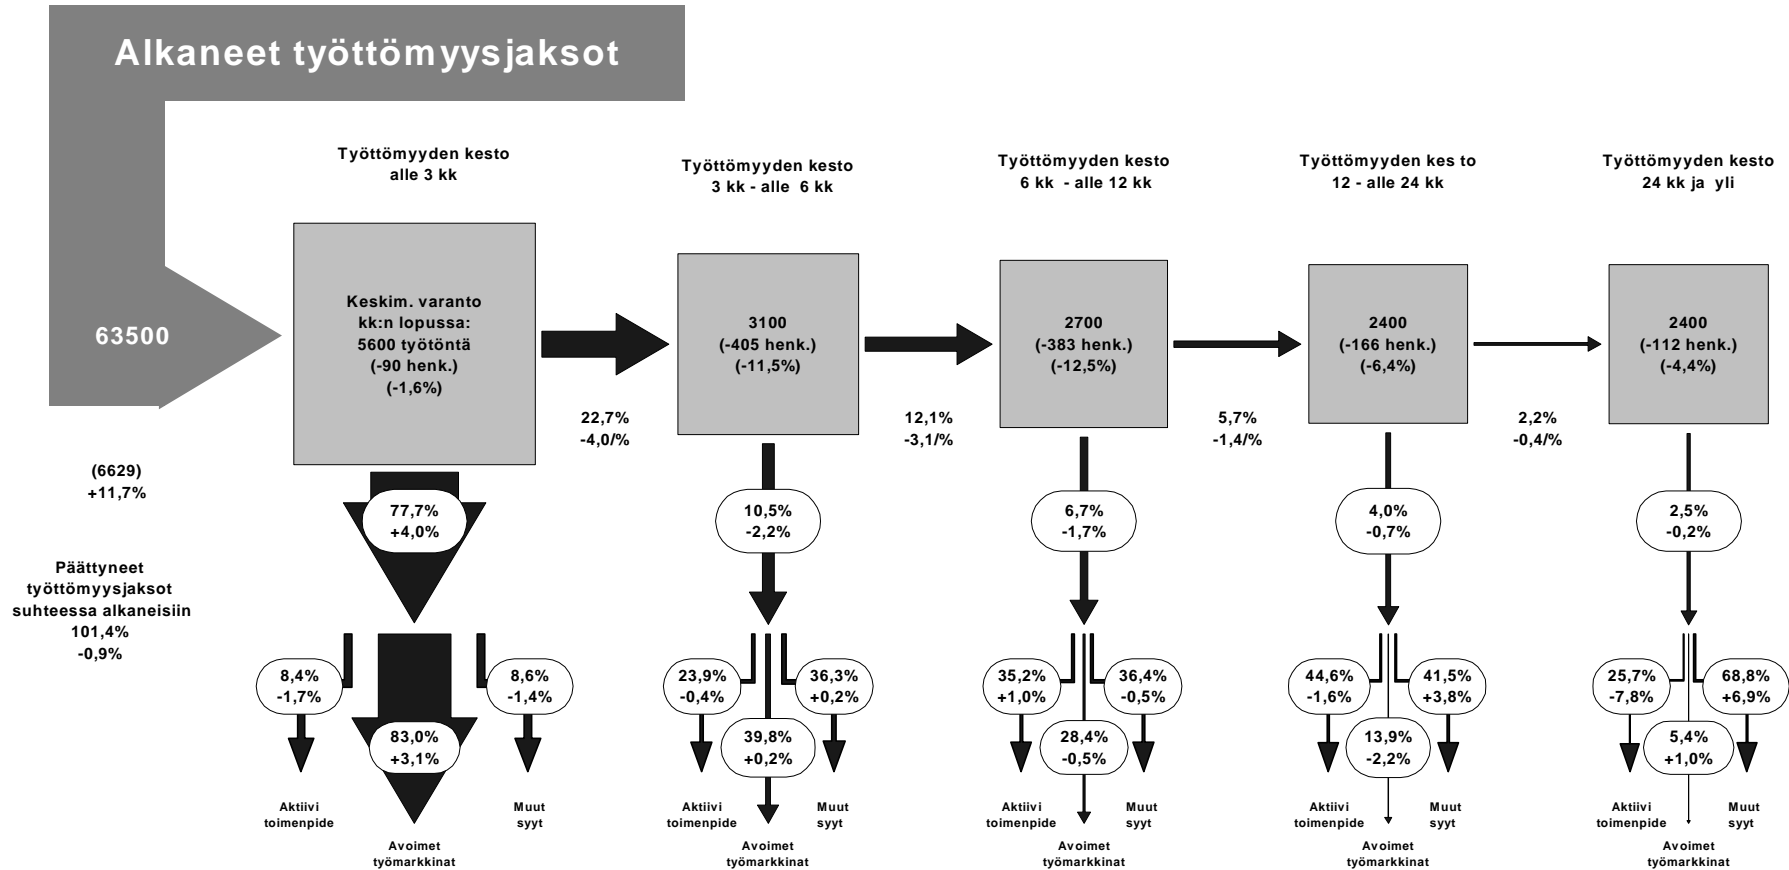 Alkaneet työttömyysjaksot
63500
(6629)
+11,7%
Päättyneet
työttömyysjaksot
suhteessa alkaneisiin
101,4%
-0,9%
Työttömyyden kesto
alle 3 kk
Keskim. varanto
kk:n lopussa:
5600 työtöntä
(-90 henk.)
(-1,6%)
22,7%
-4,0/%
77,7%
+4,0%
8,4%
-1,7%
83,0%
+3,1%
8,6%
-1,4%
Aktiivi
toimenpide
Avoimet
työmarkkinat
Muut
syyt
Työttömyyden kesto
3 kk - alle 6 kk
3100
(-405 henk.)
(-11,5%)
12,1%
-3,1/%
10,5%
-2,2%
23,9%
-0,4%
39,8%
+0,2%
36,3%
+0,2%
Aktiivi
toimenpide
Avoimet
työmarkkinat
Muut
syyt
Työttömyyden kesto
6 kk - alle 12 kk
2700
(-383 henk.)
(-12,5%)
5,7%
-1,4/%
6,7%
-1,7%
35,2%
+1,0%
28,4%
-0,5%
36,4%
-0,5%
Aktiivi
toimenpide
Avoimet
työmarkkinat
Muut
syyt
Työttömyyden kes to
12 - alle 24 kk
2400
(-166 henk.)
(-6,4%)
2,2%
-0,4/%
4,0%
-0,7%
44,6%
-1,6%
13,9%
-2,2%
41,5%
+3,8%
Aktiivi
toimenpide
Avoimet
työmarkkinat
Muut
syyt
Työttömyyden kesto
24 kk ja yli
2400
(-112 henk.)
(-4,4%)
2,5%
-0,2%
25,7%
-7,8%
5,4%
+1,0%
68,8%
+6,9%
Aktiivi
toimenpide
Avoimet
työmarkkinat
Muut
syyt